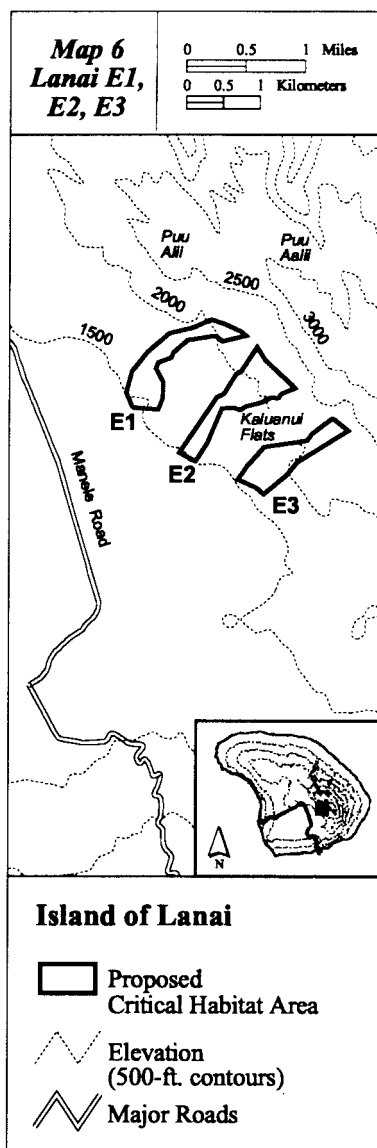 Map 6
Lanai E1,
E2, E3
0 0.5 1 Miles
0 0.5 1 Kilometers
Puu
Alii
Puu
Aalii
2500
2000
3000
1500
E1
Kaluanui
Flats
E2
E3
Manele Road
N
Island of Lanai
Proposed
Critical Habitat Area
Elevation
(500-ft. contours)
Major Roads